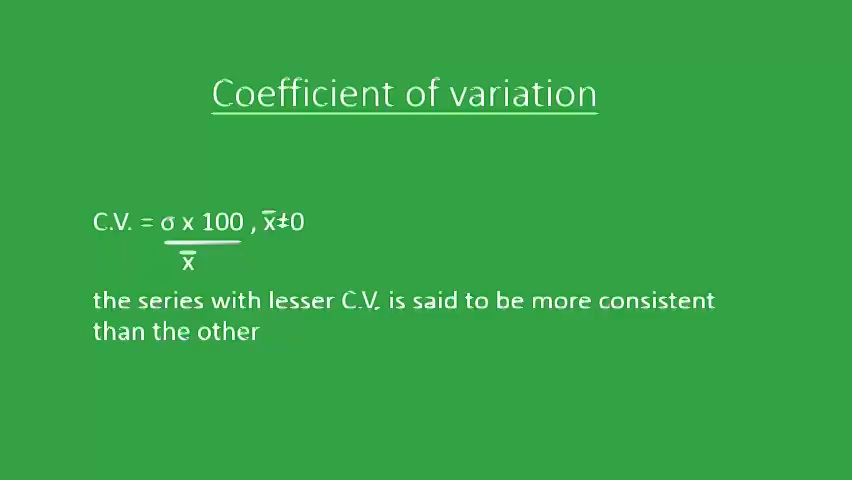 Coefficient of variation
C.V. = σ x 100 , x̅≠0
x̅
the series with lesser C.V. is said to be more consistent
than the other